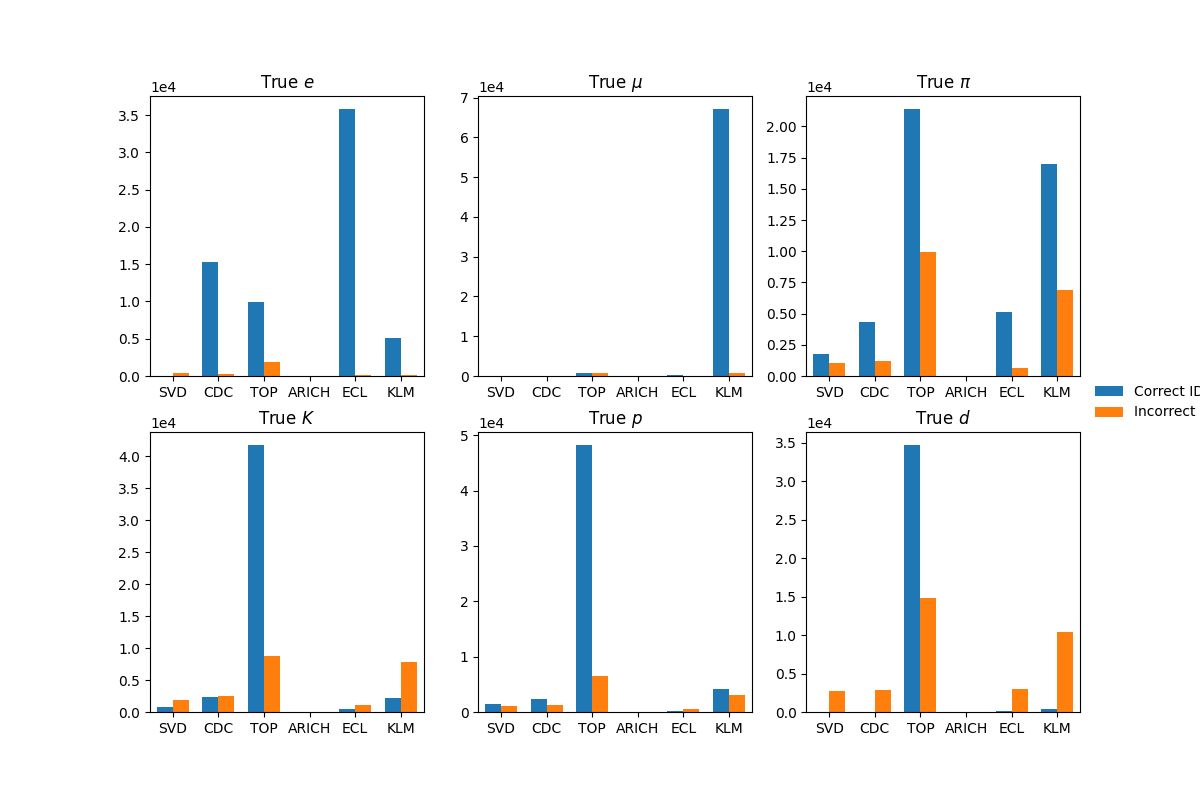 True e
1e4
3.5
3.0
2.5
2.0
1.5
1.0
0.5
0.0
SVD CDC TOP ARICH ECL KLM
True μ
1e4
7
6
5
4
3
2
1
0
SVD CDC TOP ARICH ECL KLM
True π
1e4
2.00
1.75
1.50
1.25
1.00
0.75
0.50
0.25
0.00
SVD CDC TOP ARICH ECL KLM
Correct ID
Incorrect
True K
1e4
4.0
3.5
3.0
2.5
2.0
1.5
1.0
0.5
0.0
SVD CDC TOP ARICH ECL KLM
True p
1e4
5
4
3
2
1
0
SVD CDC TOP ARICH ECL KLM
True d
1e4
3.5
3.0
2.5
2.0
1.5
1.0
0.5
0.0
SVD CDC TOP ARICH ECL KLM